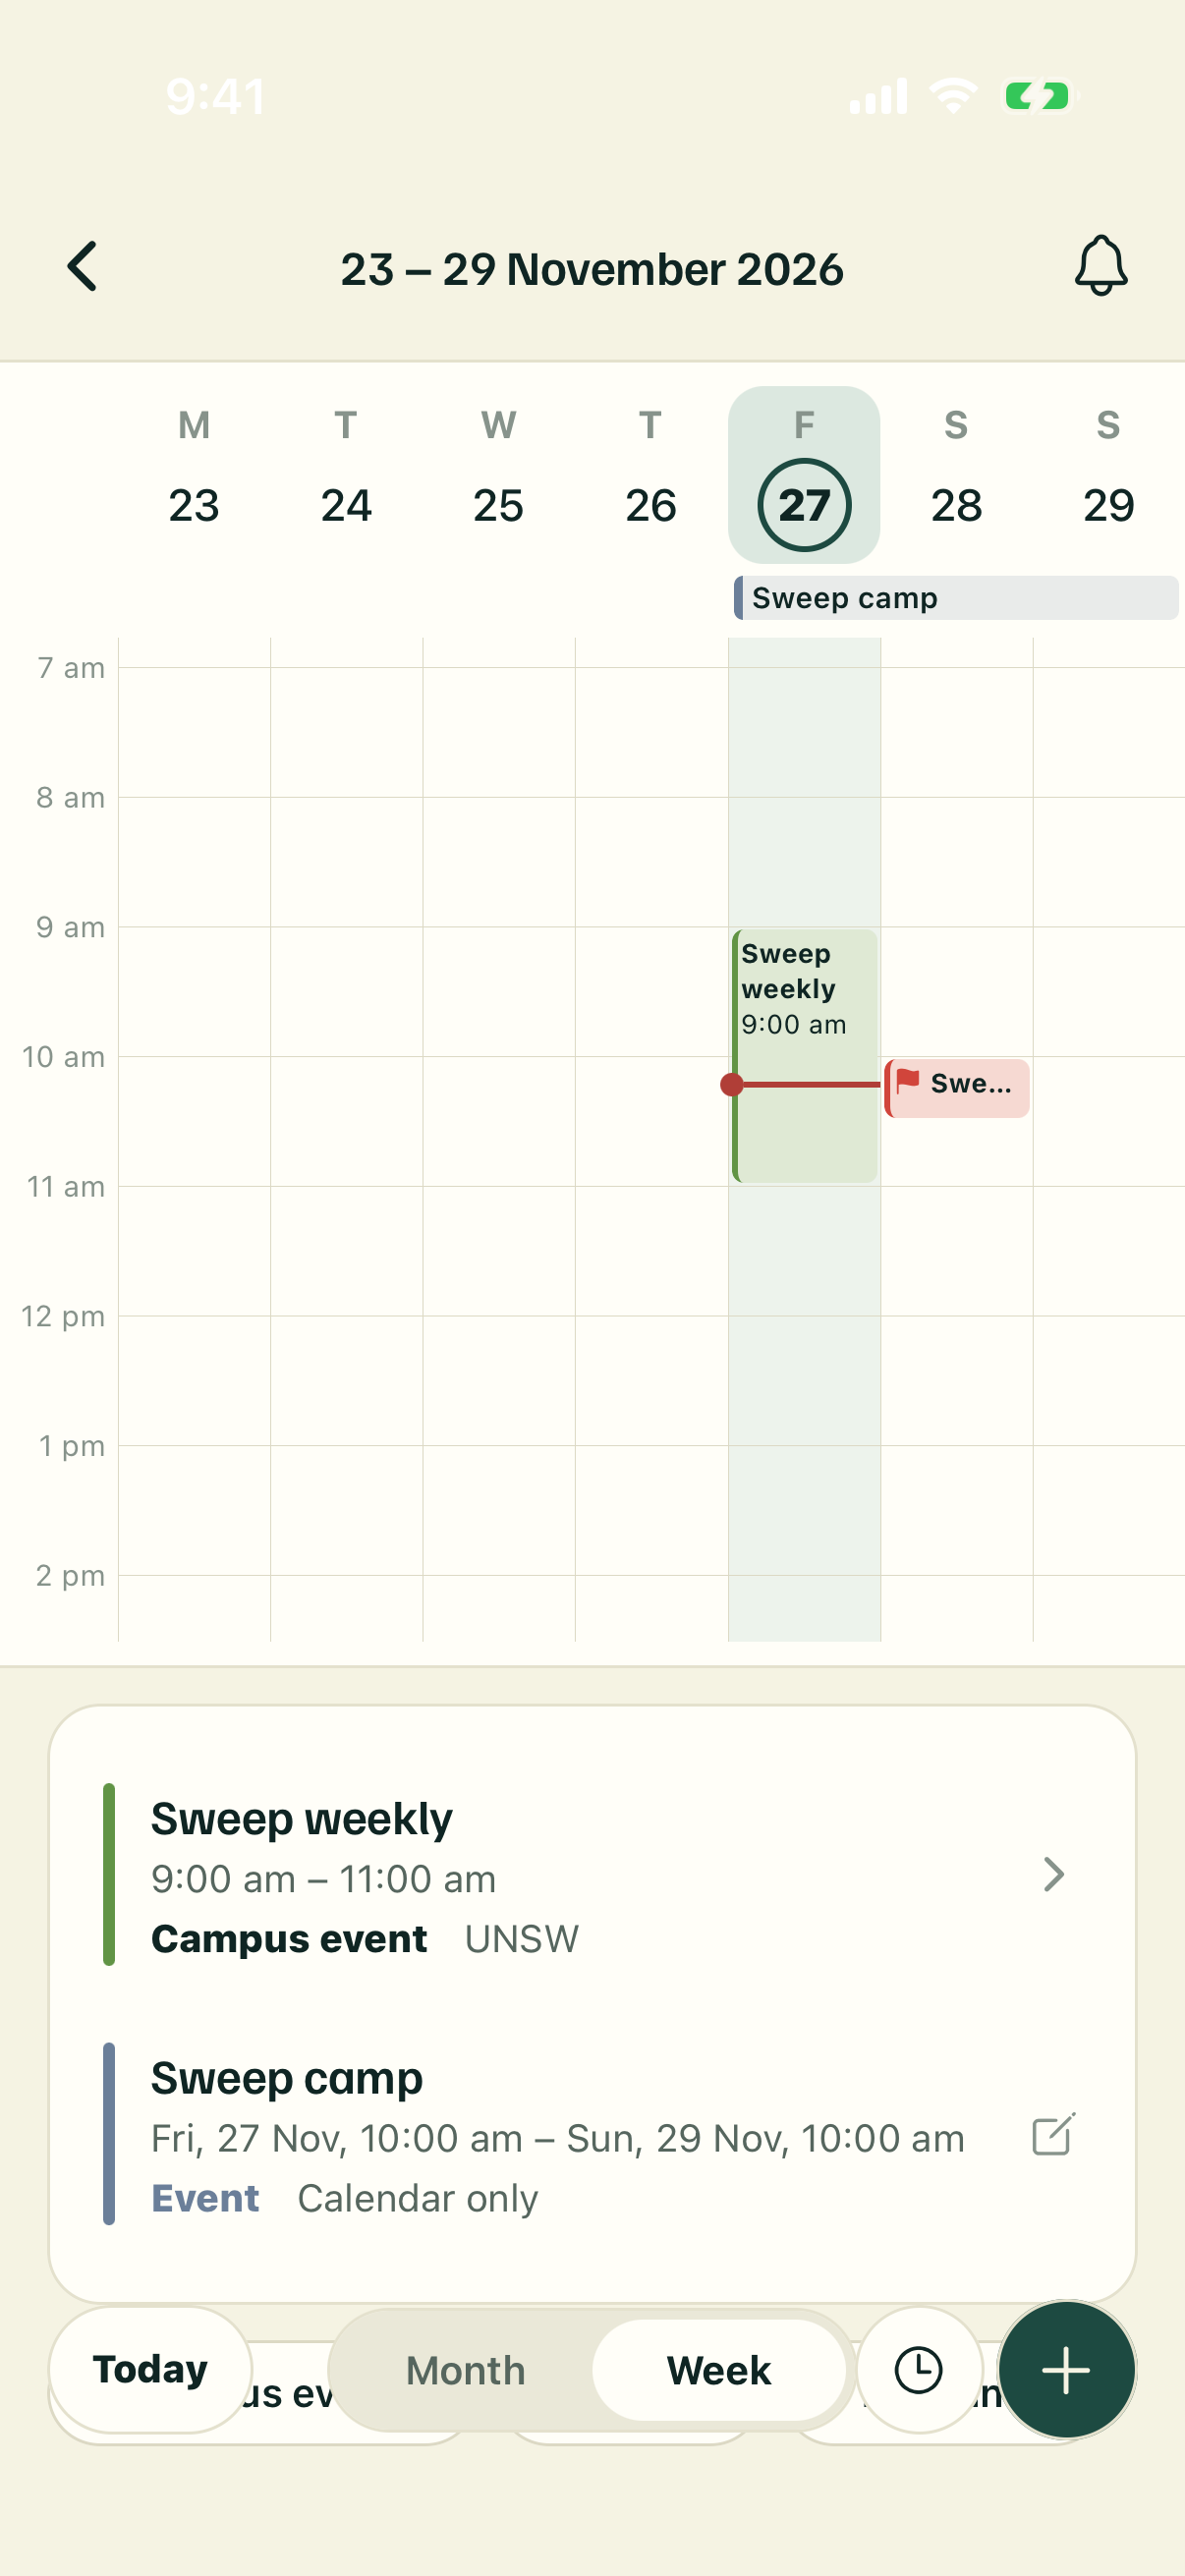 9:41
23 – 29 November 2026
M T W T F S S
23 24 25 26 27 28 29
Sweep camp
7 am
8 am
9 am
Sweep
weekly
9:00 am
10 am
Swe...
11 am
12 pm
1 pm
2 pm
Sweep weekly
9:00 am – 11:00 am
Campus event UNSW
Sweep camp
Fri, 27 Nov, 10:00 am – Sun, 29 Nov, 10:00 am
Event Calendar only
Today Month Week